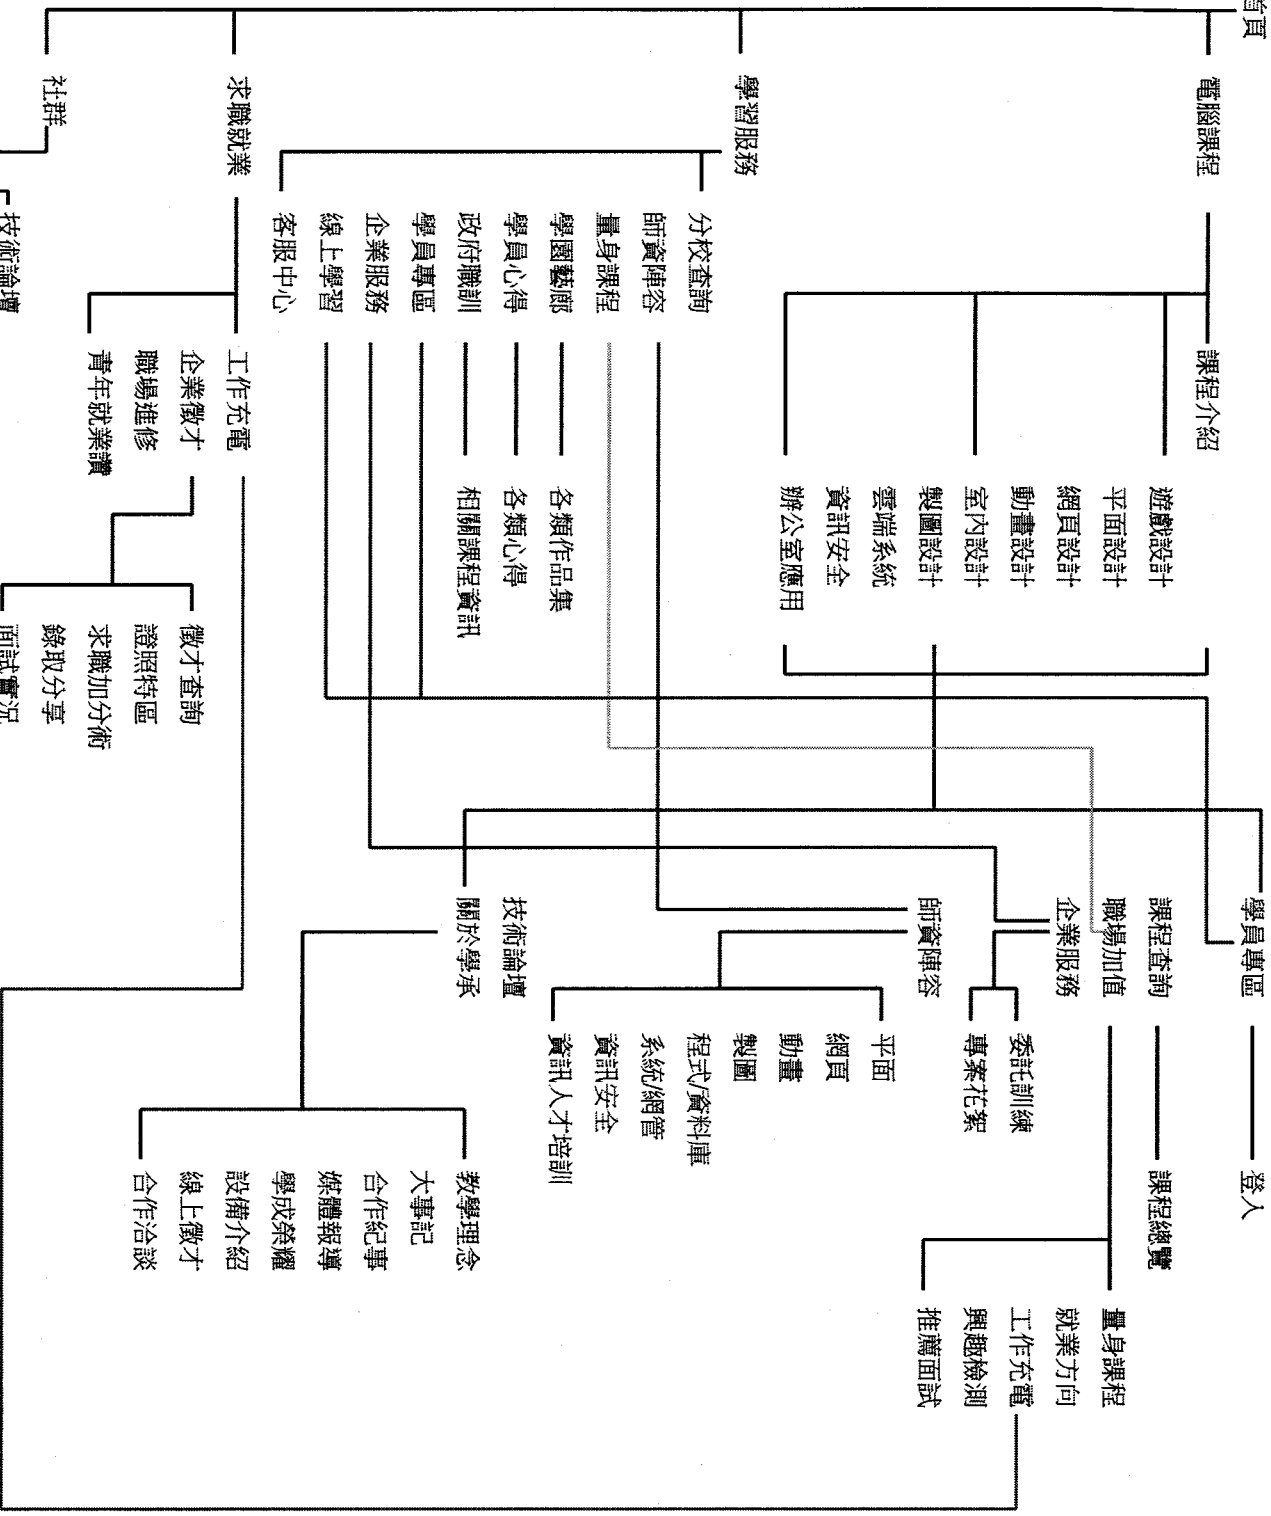 首頁
電腦課程
課程介紹
遊戲設計
平面設計
網頁設計
動畫設計
室內設計
製圖設計
雲端系統
資訊安全
辦公室應用
學員專區
登入
課程查詢
課程總覽
職場加值
量身課程
就業方向
工作充電
興趣檢測
推薦面試
企業服務
委託訓練
專案花絮
師資陣容
平面
網頁
動畫
製圖
程式/資料庫
系統/網管
資訊安全
資訊人才培訓
技術論壇
關於學承
教學理念
大事記
合作紀事
媒體報導
學成榮耀
設備介紹
線上徵才
合作洽談
學習服務
分校查詢
師資陣容
量身課程
學園藝廊
各類作品集
學員心得
各類心得
政府職訓
相關課程資訊
學員專區
企業服務
線上學習
客服中心
求職就業
工作充電
企業徵才
職場進修
青年就業讚
徵才查詢
證照特區
求職加分術
錄取分享
面試實況
社群
技術論壇